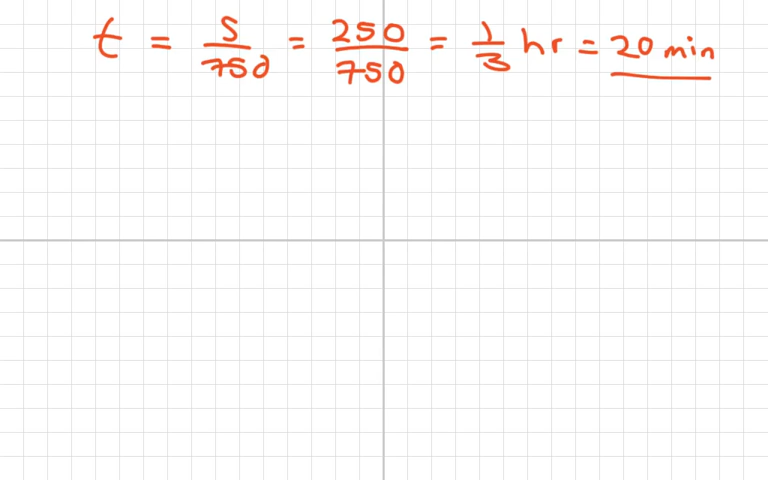 t = s/750 = 250/750 = 1/3 hr = 20 min